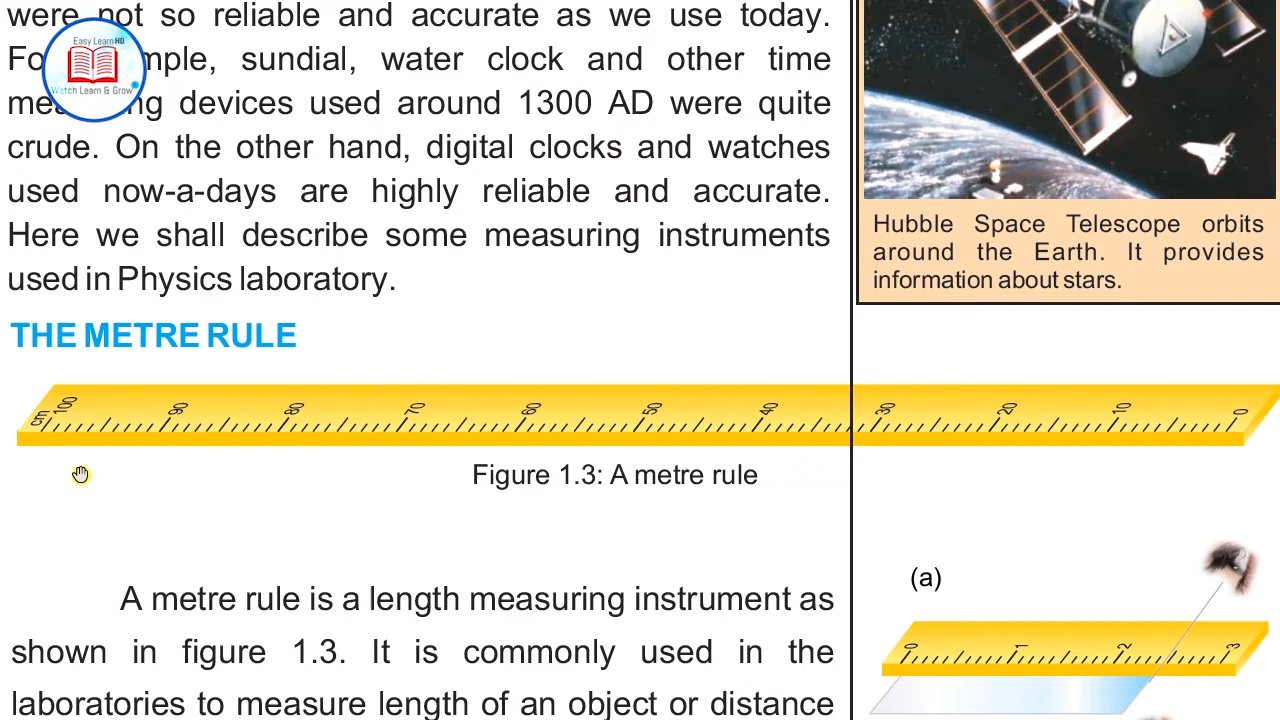 were not so reliable and accurate as we use today.
mple, sundial, water clock and other time
ng devices used around 1300 AD were quite
crude. On the other hand, digital clocks and watches
used now-a-days are highly reliable and accurate.
Here we shall describe some measuring instruments
used in Physics laboratory.
Easy Learn HD
Watch Learn & Grow
Hubble Space Telescope orbits
around the Earth. It provides
information about stars.
THE METRE RULE
cm 100 90 80 70 60 50 40 30 20 10 0
Figure 1.3: A metre rule
A metre rule is a length measuring instrument as
shown in figure 1.3. It is commonly used in the
laboratories to measure length of an object or distance
(a)
0 1 2 3